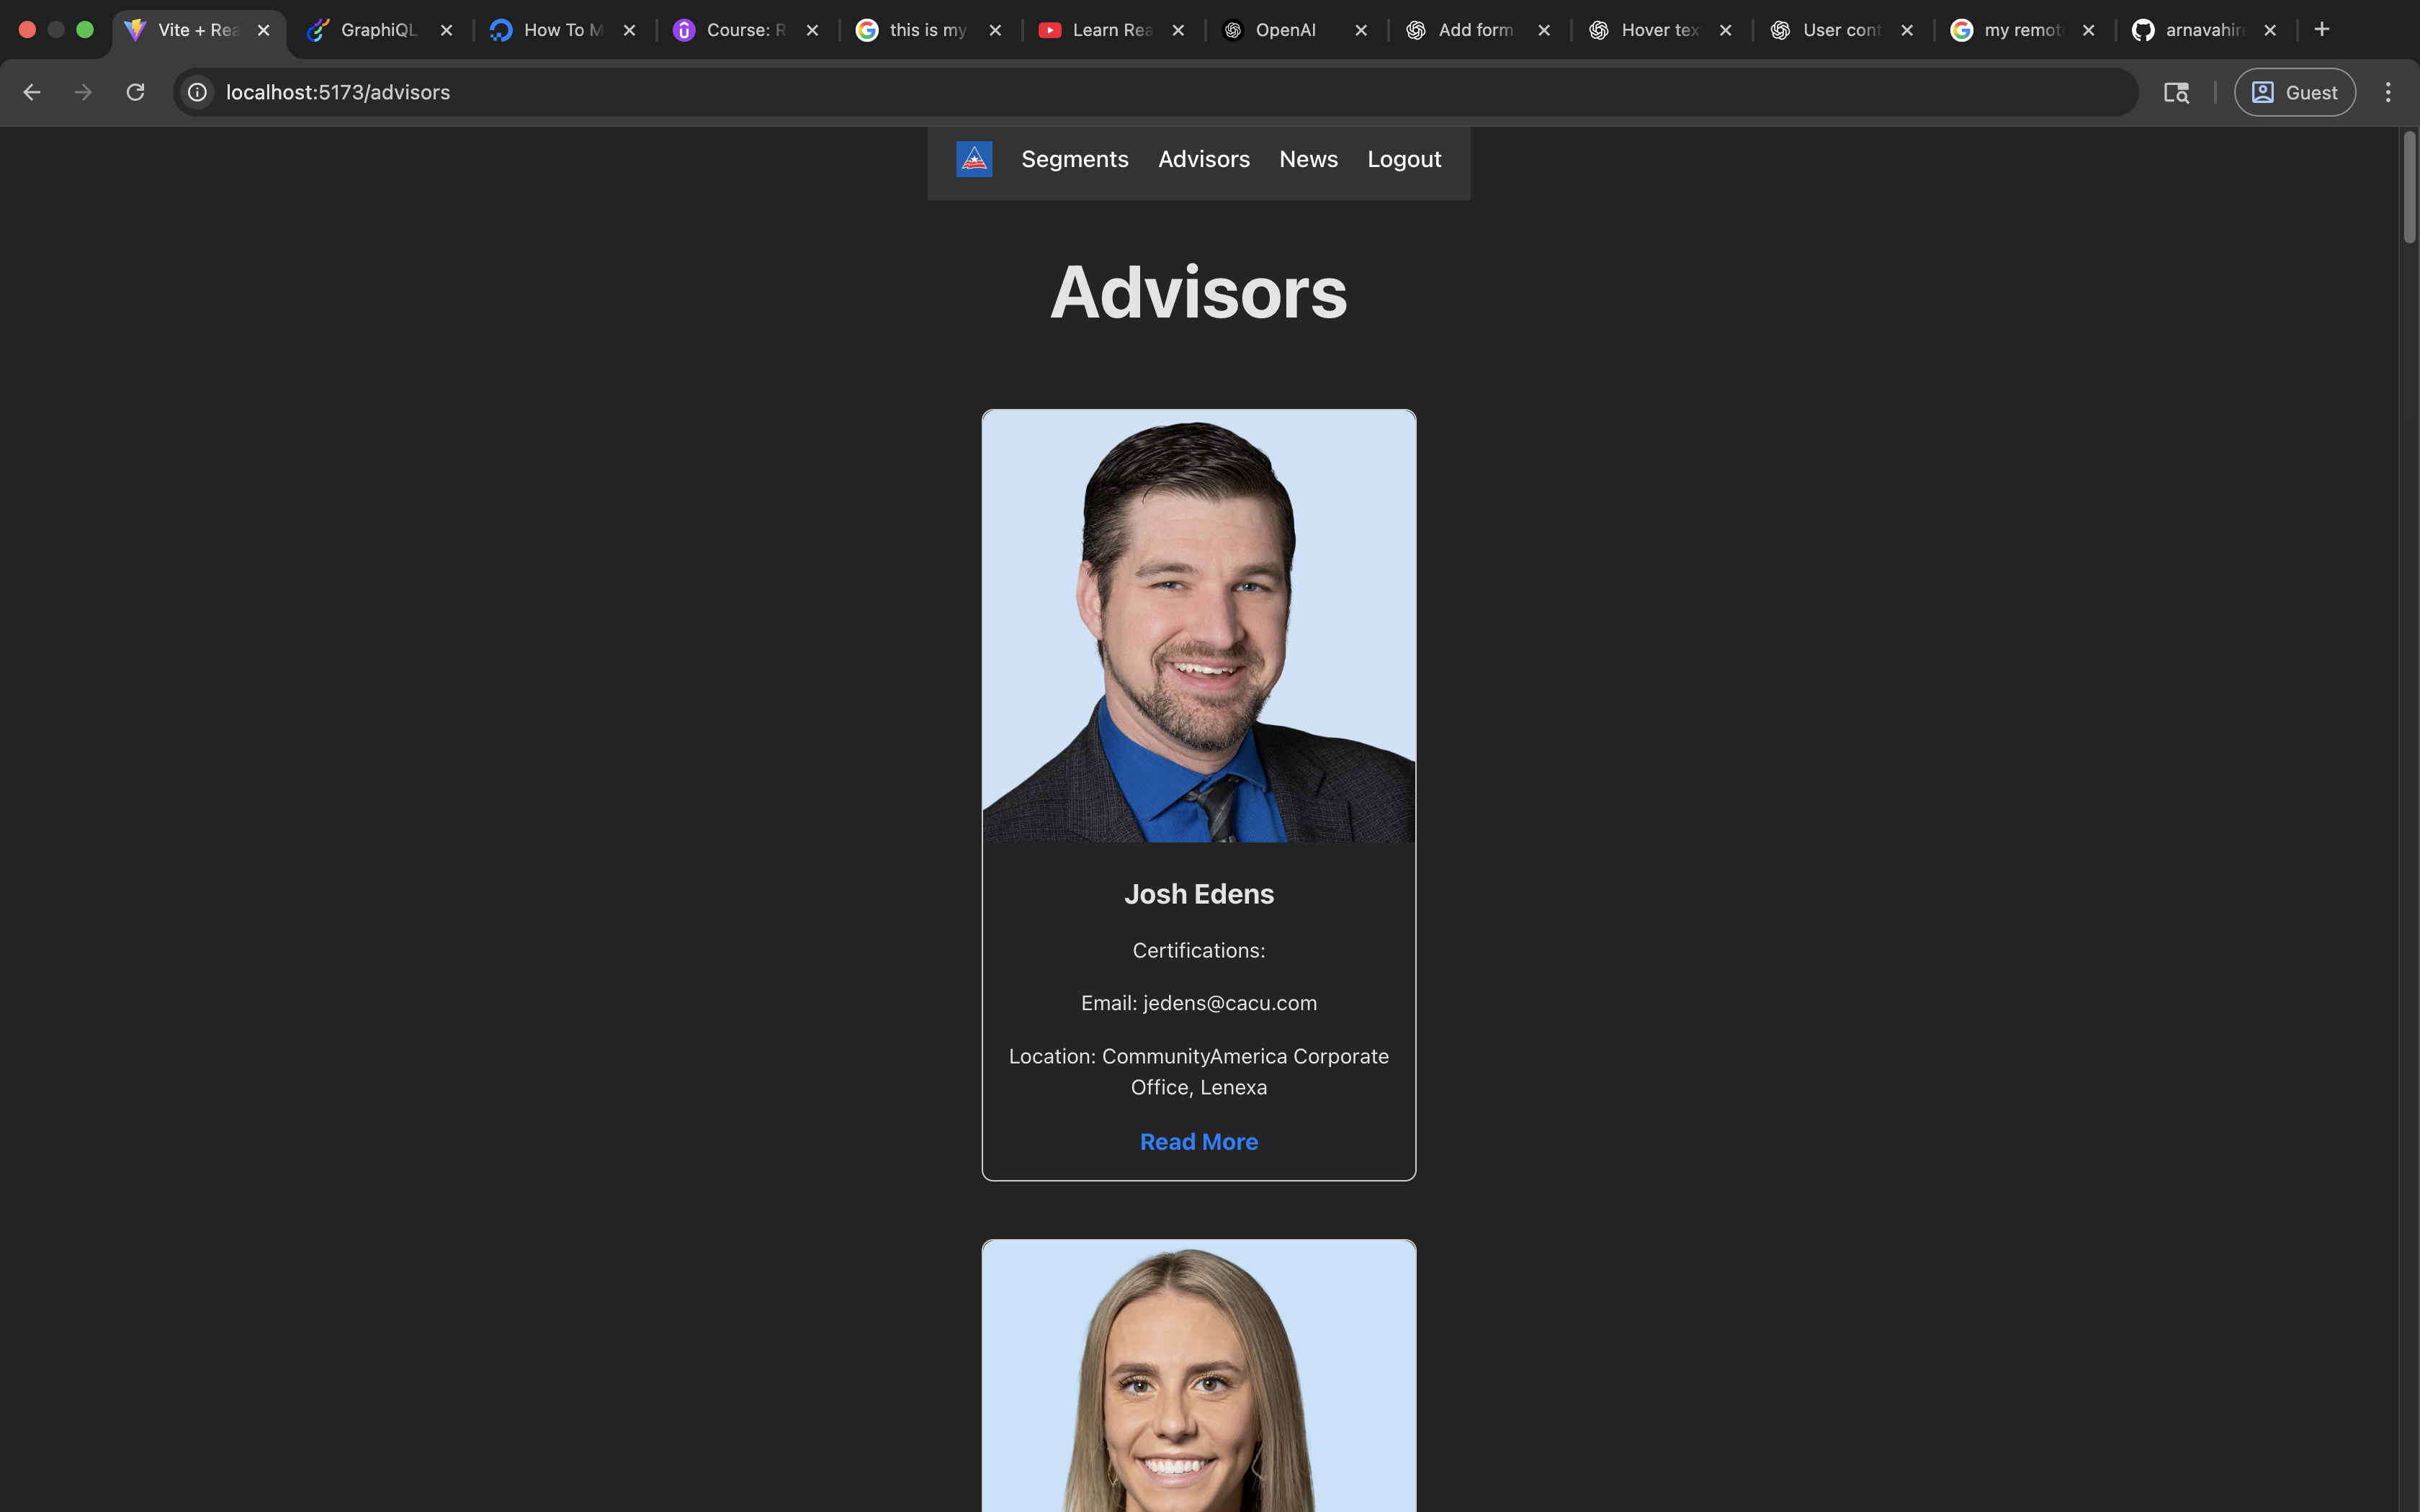 Vite + Rea
GraphiQL
How To M
Course: R
this is my
Learn Rea
OpenAI
Add form
Hover tex
User cont
my remot
arnavahir
localhost:5173/advisors
Guest
Segments Advisors News Logout
Advisors
Josh Edens
Certifications:
Email: jedens@cacu.com
Location: CommunityAmerica Corporate
Office, Lenexa
Read More